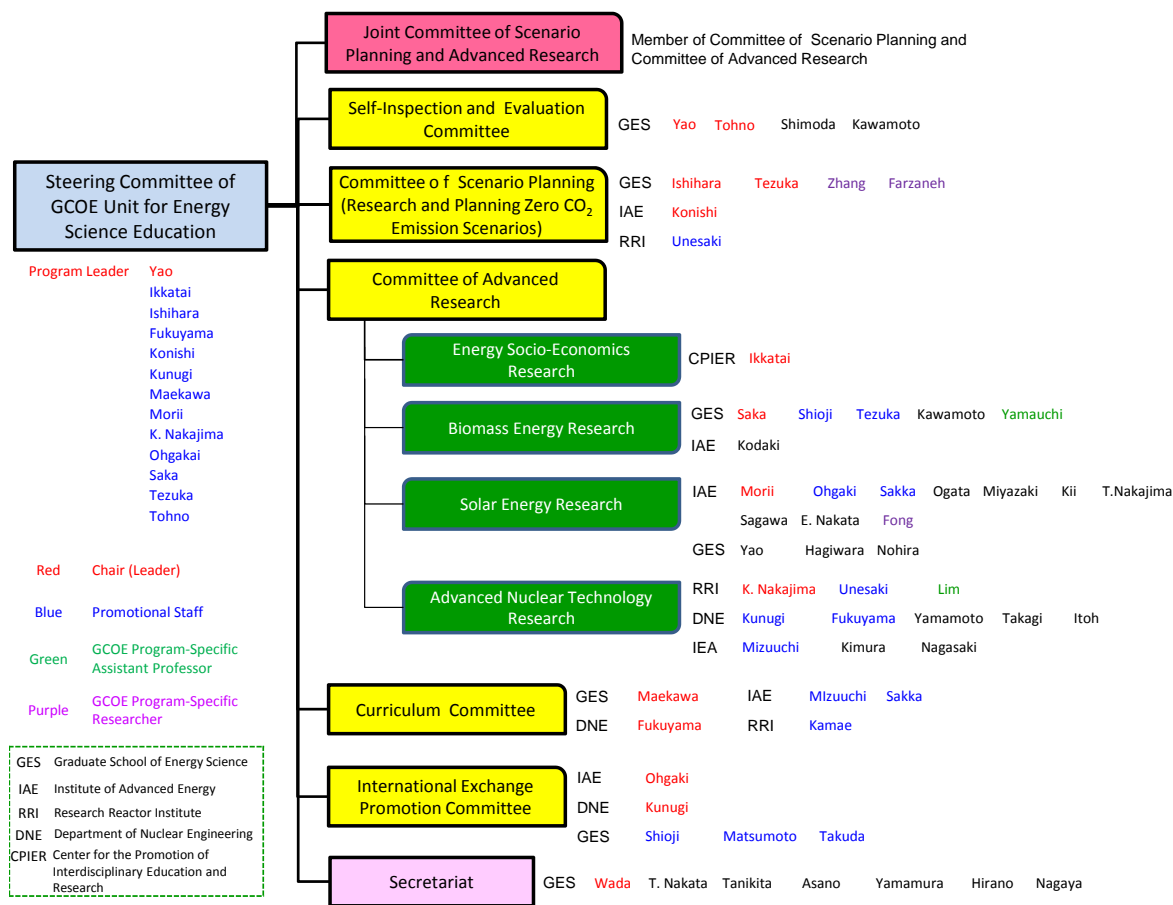 Joint Committee of Scenario
Planning and Advanced Research
Member of Committee of Scenario Planning and
Committee of Advanced Research
Self-Inspection and Evaluation
Committee
GES Yao Tohno Shimoda Kawamoto
Steering Committee of
GCOE Unit for Energy
Science Education
Committee o f Scenario Planning
(Research and Planning Zero CO₂
Emission Scenarios)
GES Ishihara Tezuka Zhang Farzaneh
IAE Konishi
RRI Unesaki
Program Leader Yao
Ikkatai
Ishihara
Fukuyama
Konishi
Kunugi
Maekawa
Morii
K. Nakajima
Ohgakai
Saka
Tezuka
Tohno
Committee of Advanced
Research
Energy Socio-Economics
Research
CPIER Ikkatai
Biomass Energy Research
GES Saka Shioji Tezuka Kawamoto Yamauchi
IAE Kodaki
Solar Energy Research
IAE Morii Ohgaki Sakka Ogata Miyazaki Kii T.Nakajima
Sagawa E. Nakata Fong
GES Yao Hagiwara Nohira
Advanced Nuclear Technology
Research
RRI K. Nakajima Unesaki Lim
DNE Kunugi Fukuyama Yamamoto Takagi Itoh
IEA Mizuuchi Kimura Nagasaki
Red Chair (Leader)
Blue Promotional Staff
Green GCOE Program-Specific
Assistant Professor
Purple GCOE Program-Specific
Researcher
Curriculum Committee
GES Maekawa IAE MIzuuchi Sakka
DNE Fukuyama RRI Kamae
International Exchange
Promotion Committee
IAE Ohgaki
DNE Kunugi
GES Shioji Matsumoto Takuda
Secretariat
GES Wada T. Nakata Tanikita Asano Yamamura Hirano Nagaya
GES Graduate School of Energy Science
IAE Institute of Advanced Energy
RRI Research Reactor Institute
DNE Department of Nuclear Engineering
CPIER Center for the Promotion of
Interdisciplinary Education and
Research